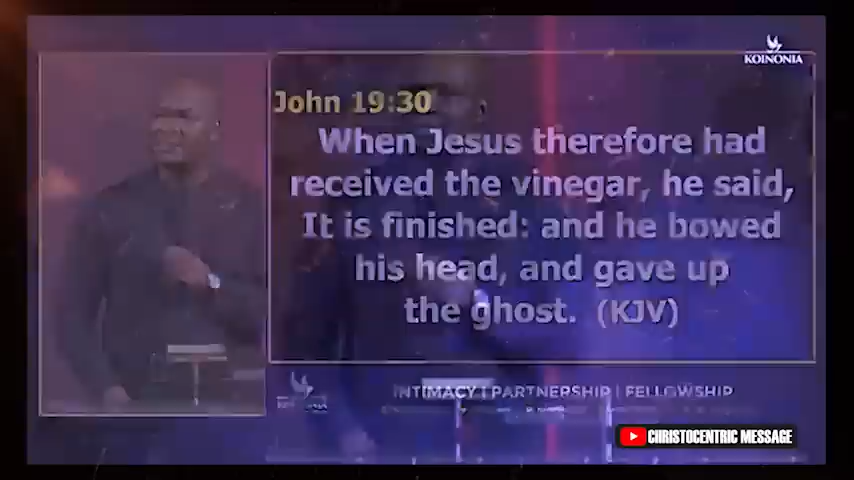 KOINONIA
John 19:30
When Jesus therefore had
received the vinegar, he said,
It is finished: and he bowed
his head, and gave up
the ghost. (KJV)
INTIMACY | PARTNERSHIP | FELLOWSHIP
CHRISTOCENTRIC MESSAGE